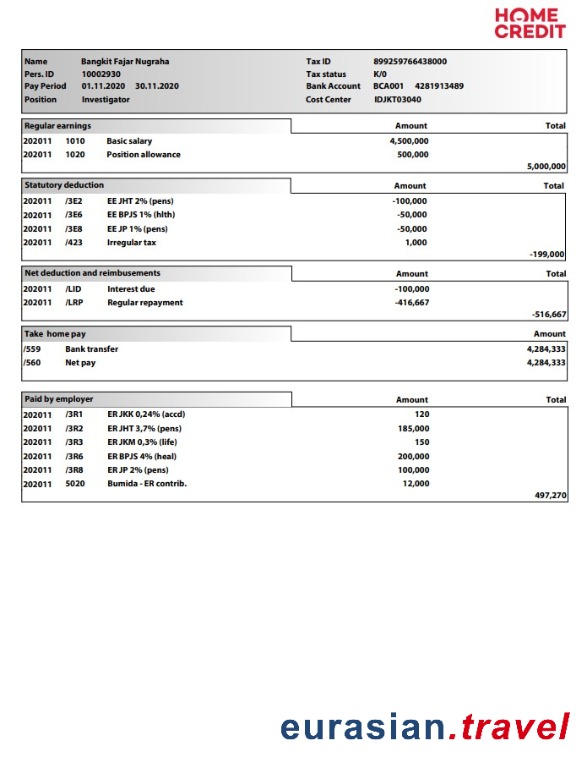 HOME
CREDIT
Name Bangkit Fajar Nugraha Tax ID 899259766438000
Pers. ID 10002930 Tax status K/0
Pay Period 01.11.2020 30.11.2020 Bank Account BCA001 4281913489
Position Investigator Cost Center IDJKT03040
Regular earnings Amount Total
202011 1010 Basic salary 4,500,000
202011 1020 Position allowance 500,000
5,000,000
Statutory deduction Amount Total
202011 /3E2 EE JHT 2% (pens) -100,000
202011 /3E6 EE BPJS 1% (hlth) -50,000
202011 /3E8 EE JP 1% (pens) -50,000
202011 /423 Irregular tax 1,000
-199,000
Net deduction and reimbusements Amount Total
202011 /LID Interest due -100,000
202011 /LRP Regular repayment -416,667
-516,667
Take home pay Amount
/559 Bank transfer 4,284,333
/560 Net pay 4,284,333
Paid by employer Amount Total
202011 /3R1 ER JKK 0,24% (accd) 120
202011 /3R2 ER JHT 3,7% (pens) 185,000
202011 /3R3 ER JKM 0,3% (life) 150
202011 /3R6 ER BPJS 4% (heal) 200,000
202011 /3R8 ER JP 2% (pens) 100,000
202011 5020 Bumida - ER contrib. 12,000
497,270
eurasian.travel